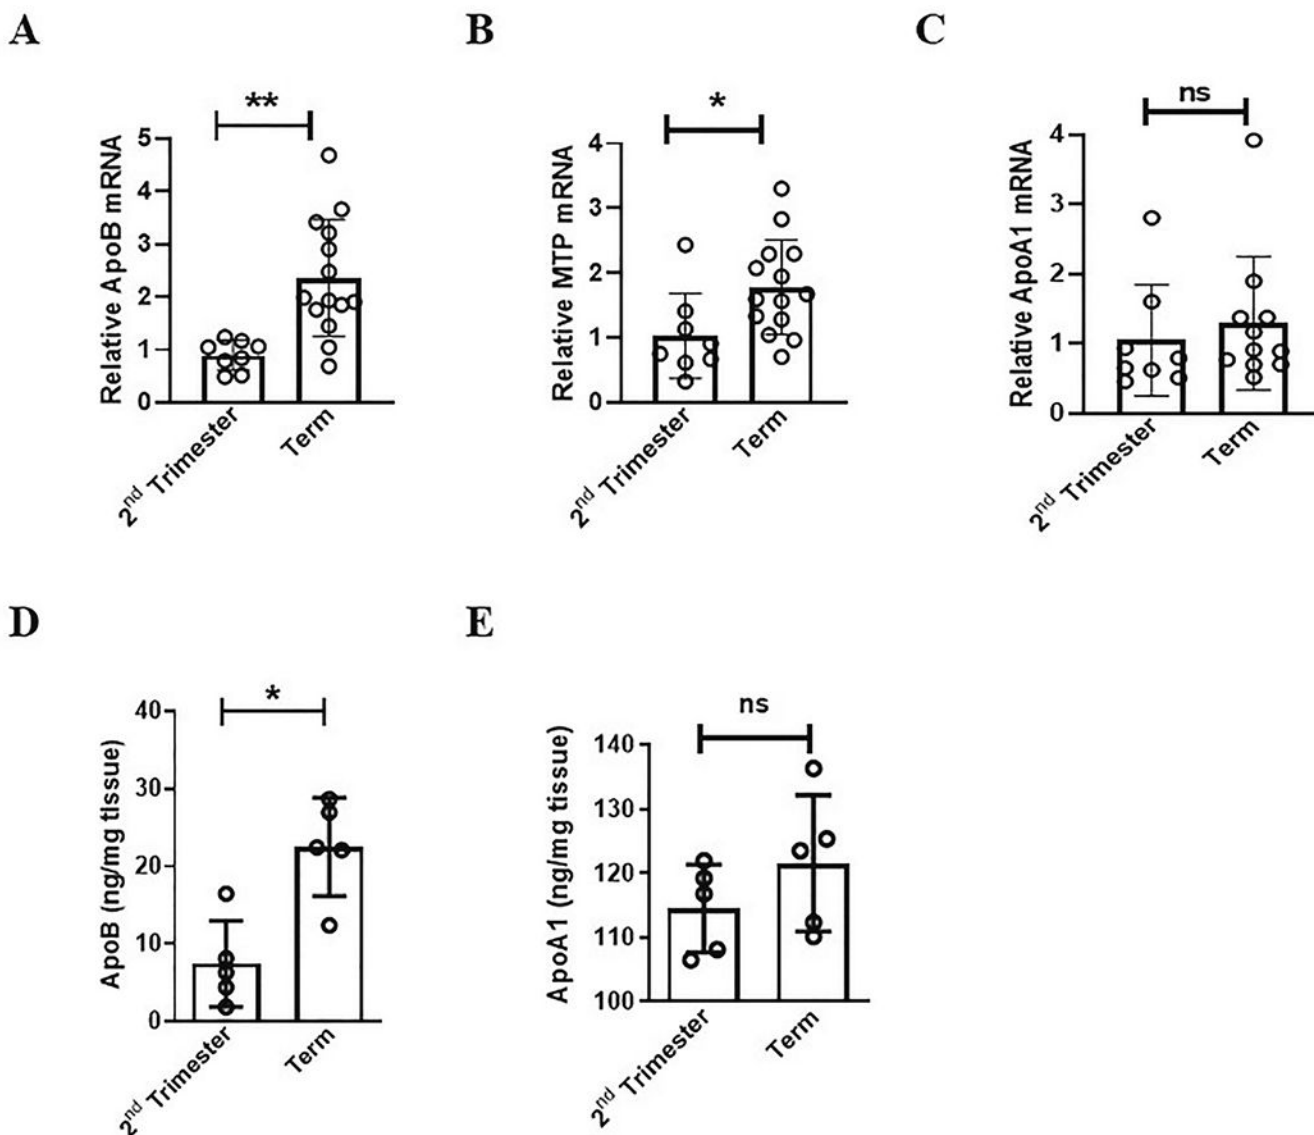 A
B
C
**
*
ns
Relative ApoB mRNA
5
4
3
2
1
0
2nd Trimester
Term
Relative MTP mRNA
4
3
2
1
0
2nd Trimester
Term
Relative ApoA1 mRNA
4
3
2
1
0
2nd Trimester
Term
D
E
*
ns
ApoB (ng/mg tissue)
40
30
20
10
0
2nd Trimester
Term
ApoA1 (ng/mg tissue)
140
130
120
110
100
2nd Trimester
Term